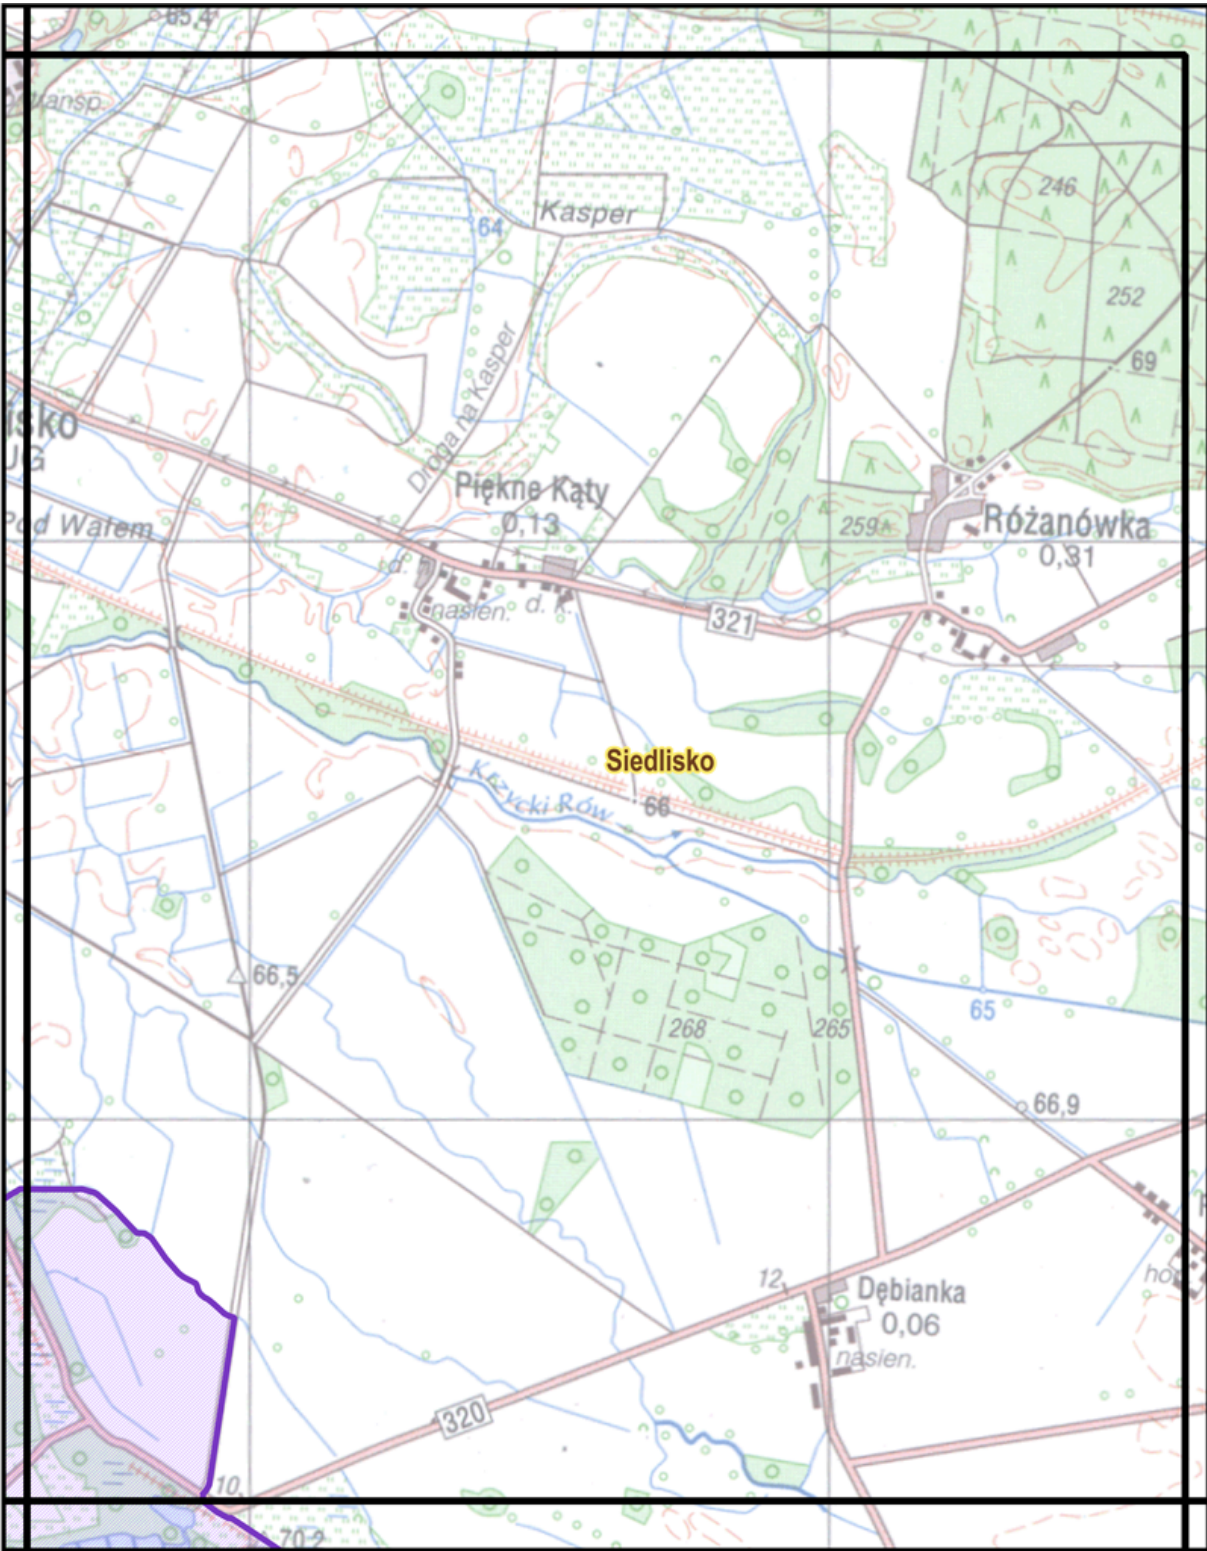 65,4
transp.
246
Kasper
64
252
Droga na Kasper
69
isko
UG
Piękne Kąty
0,13
Pod Wałem
259
Różanówka
0,31
d. k.
nasien.
321
Siedlisko
Krzycki Rów
66
66,5
65
268
265
66,9
12
Dębianka
0,06
nasien.
320
10
70,2